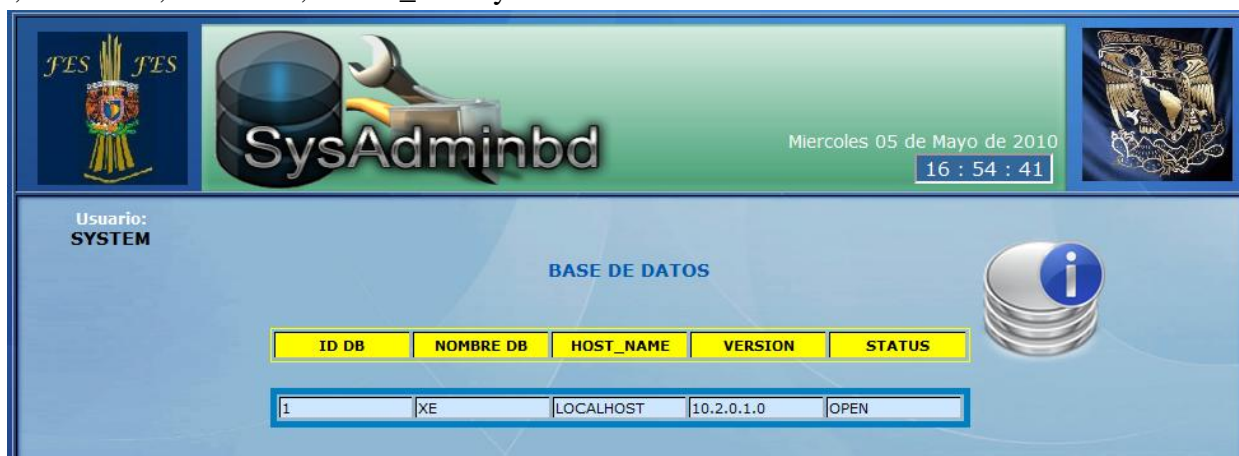 FES FES
SysAdminbd
Miercoles 05 de Mayo de 2010
16 : 54 : 41
Usuario:
SYSTEM
BASE DE DATOS
ID DB NOMBRE DB HOST_NAME VERSION STATUS
1 XE LOCALHOST 10.2.0.1.0 OPEN